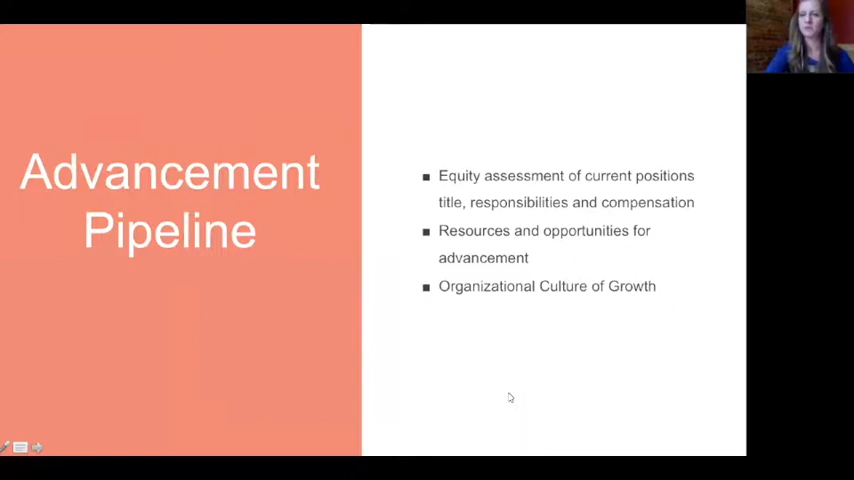 Advancement
Pipeline
Equity assessment of current positions
title, responsibilities and compensation
Resources and opportunities for
advancement
Organizational Culture of Growth